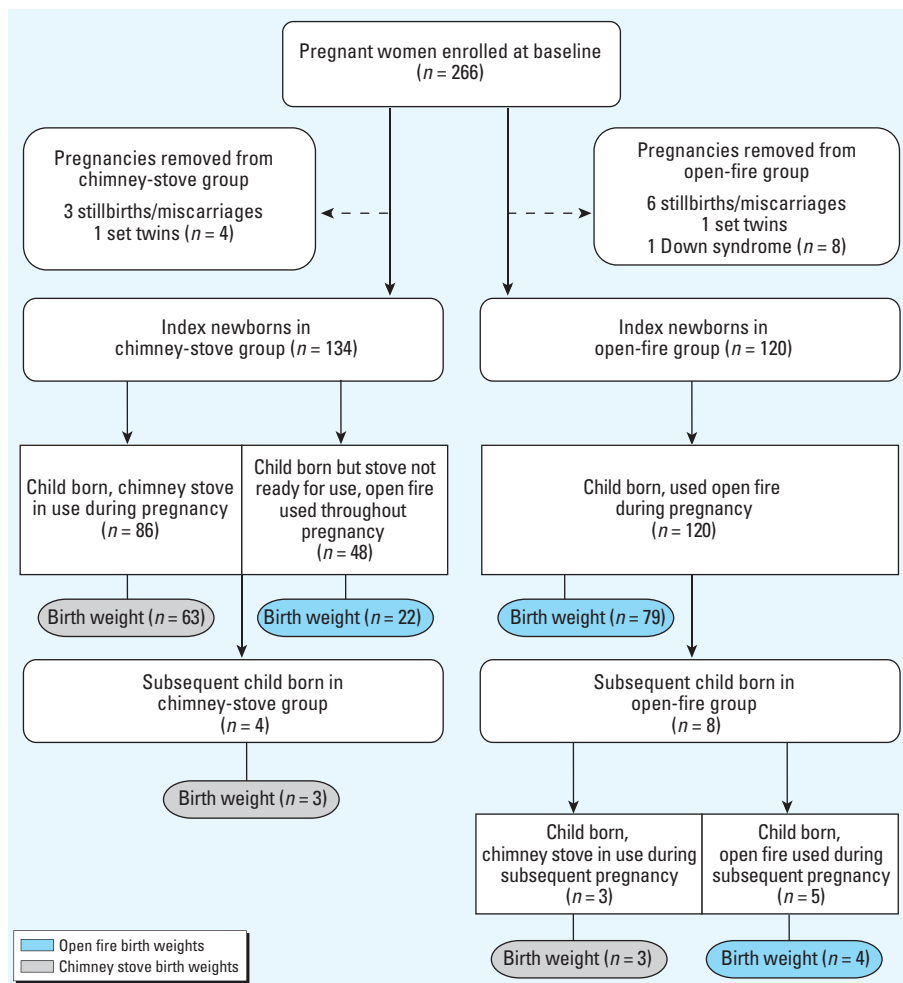 Pregnant women enrolled at baseline
(n = 266)
Pregnancies removed from
chimney-stove group
3 stillbirths/miscarriages
1 set twins (n = 4)
Pregnancies removed from
open-fire group
6 stillbirths/miscarriages
1 set twins
1 Down syndrome (n = 8)
Index newborns in
chimney-stove group (n = 134)
Index newborns in
open-fire group (n = 120)
Child born, chimney stove
in use during pregnancy
(n = 86)
Child born but stove not
ready for use, open fire
used throughout
pregnancy
(n = 48)
Child born, used open fire
during pregnancy
(n = 120)
Birth weight (n = 63)
Birth weight (n = 22)
Birth weight (n = 79)
Subsequent child born in
chimney-stove group
(n = 4)
Subsequent child born in
open-fire group
(n = 8)
Birth weight (n = 3)
Child born,
chimney stove in use during
subsequent pregnancy
(n = 3)
Child born,
open fire used during
subsequent pregnancy
(n = 5)
Birth weight (n = 3)
Birth weight (n = 4)
Open fire birth weights
Chimney stove birth weights